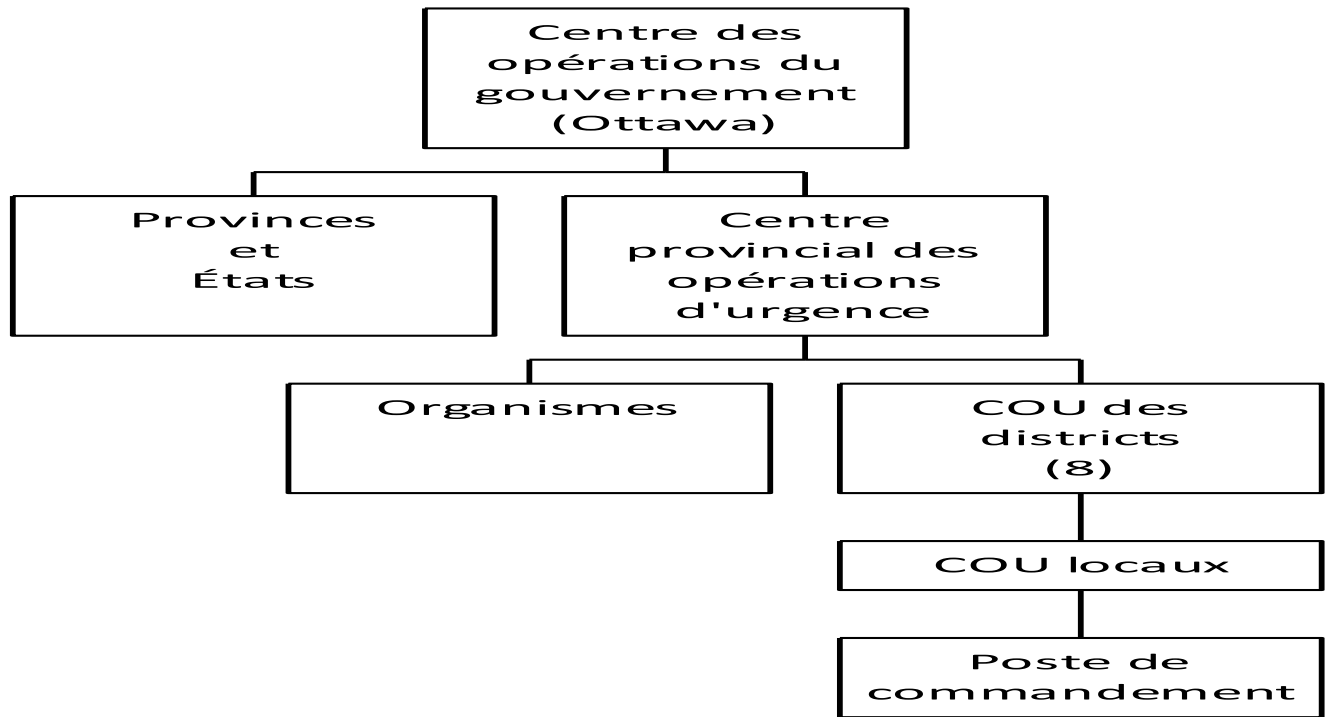 Centre des
opérations du
gouvernement
(Ottawa)
Provinces
et
États
Centre
provincial des
opérations
d'urgence
Organismes
COU des
districts
(8)
COU locaux
Poste de
commandement